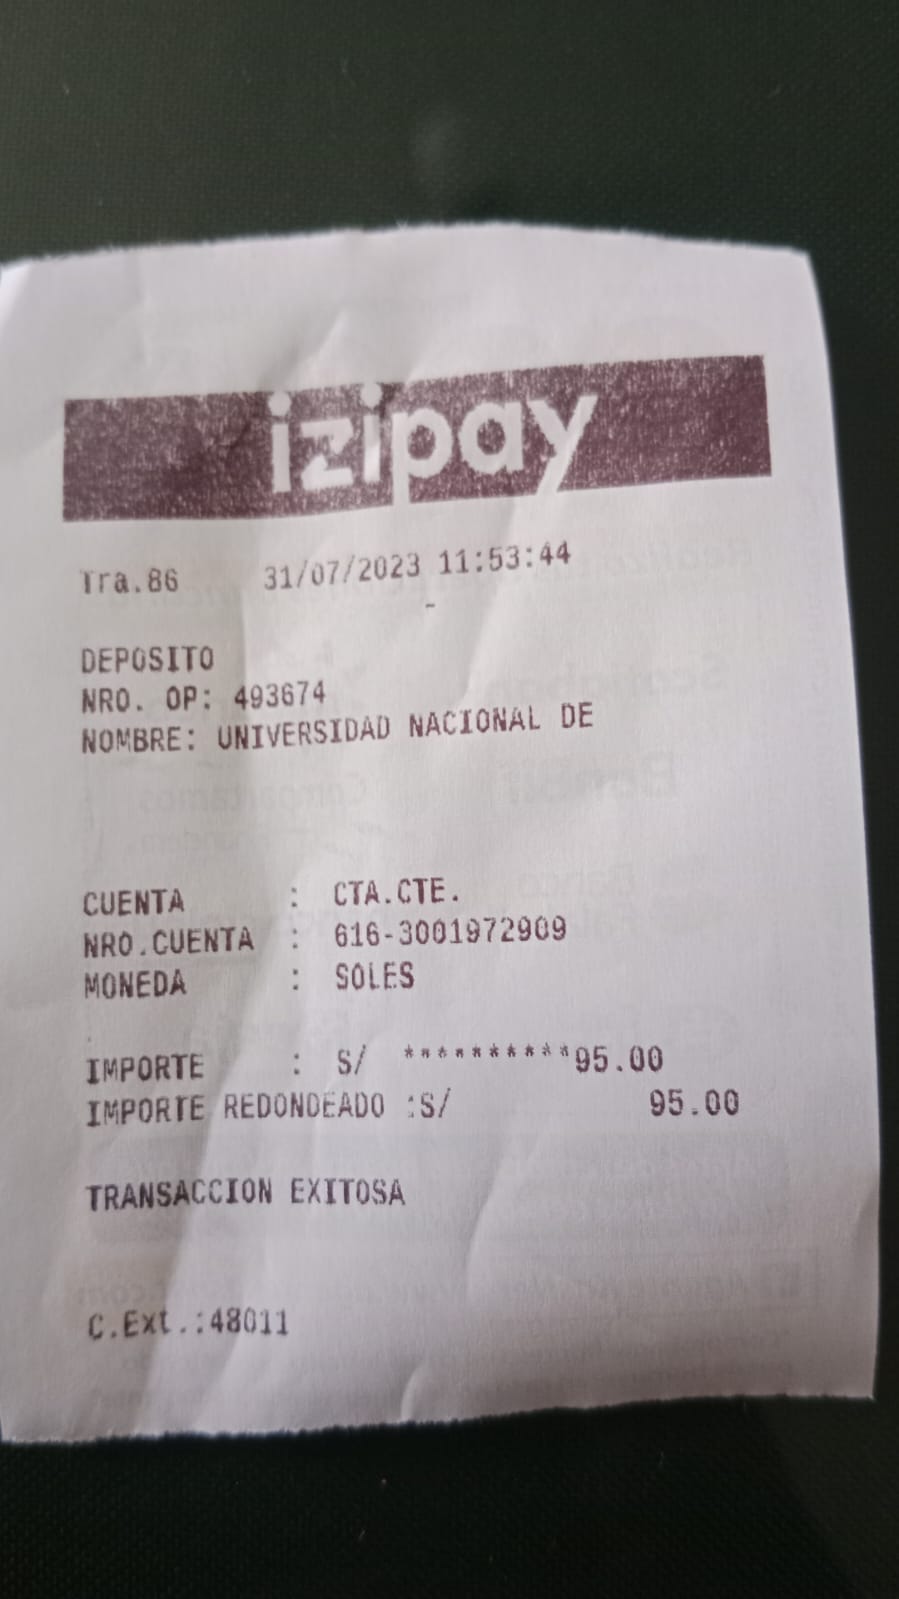 izipay
Tra.86 31/07/2023 11:53:44
-
DEPOSITO
NRO. OP: 493674
NOMBRE: UNIVERSIDAD NACIONAL DE
CUENTA : CTA.CTE.
NRO.CUENTA : 616-3001972909
MONEDA : SOLES
IMPORTE : S/ **********95.00
IMPORTE REDONDEADO :S/ 95.00
TRANSACCION EXITOSA
C.Ext.:48011